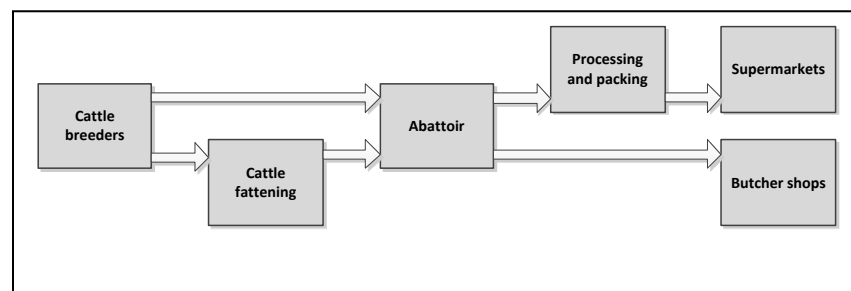 Cattle
breeders
Cattle
fattening
Abattoir
Processing
and packing
Supermarkets
Butcher shops